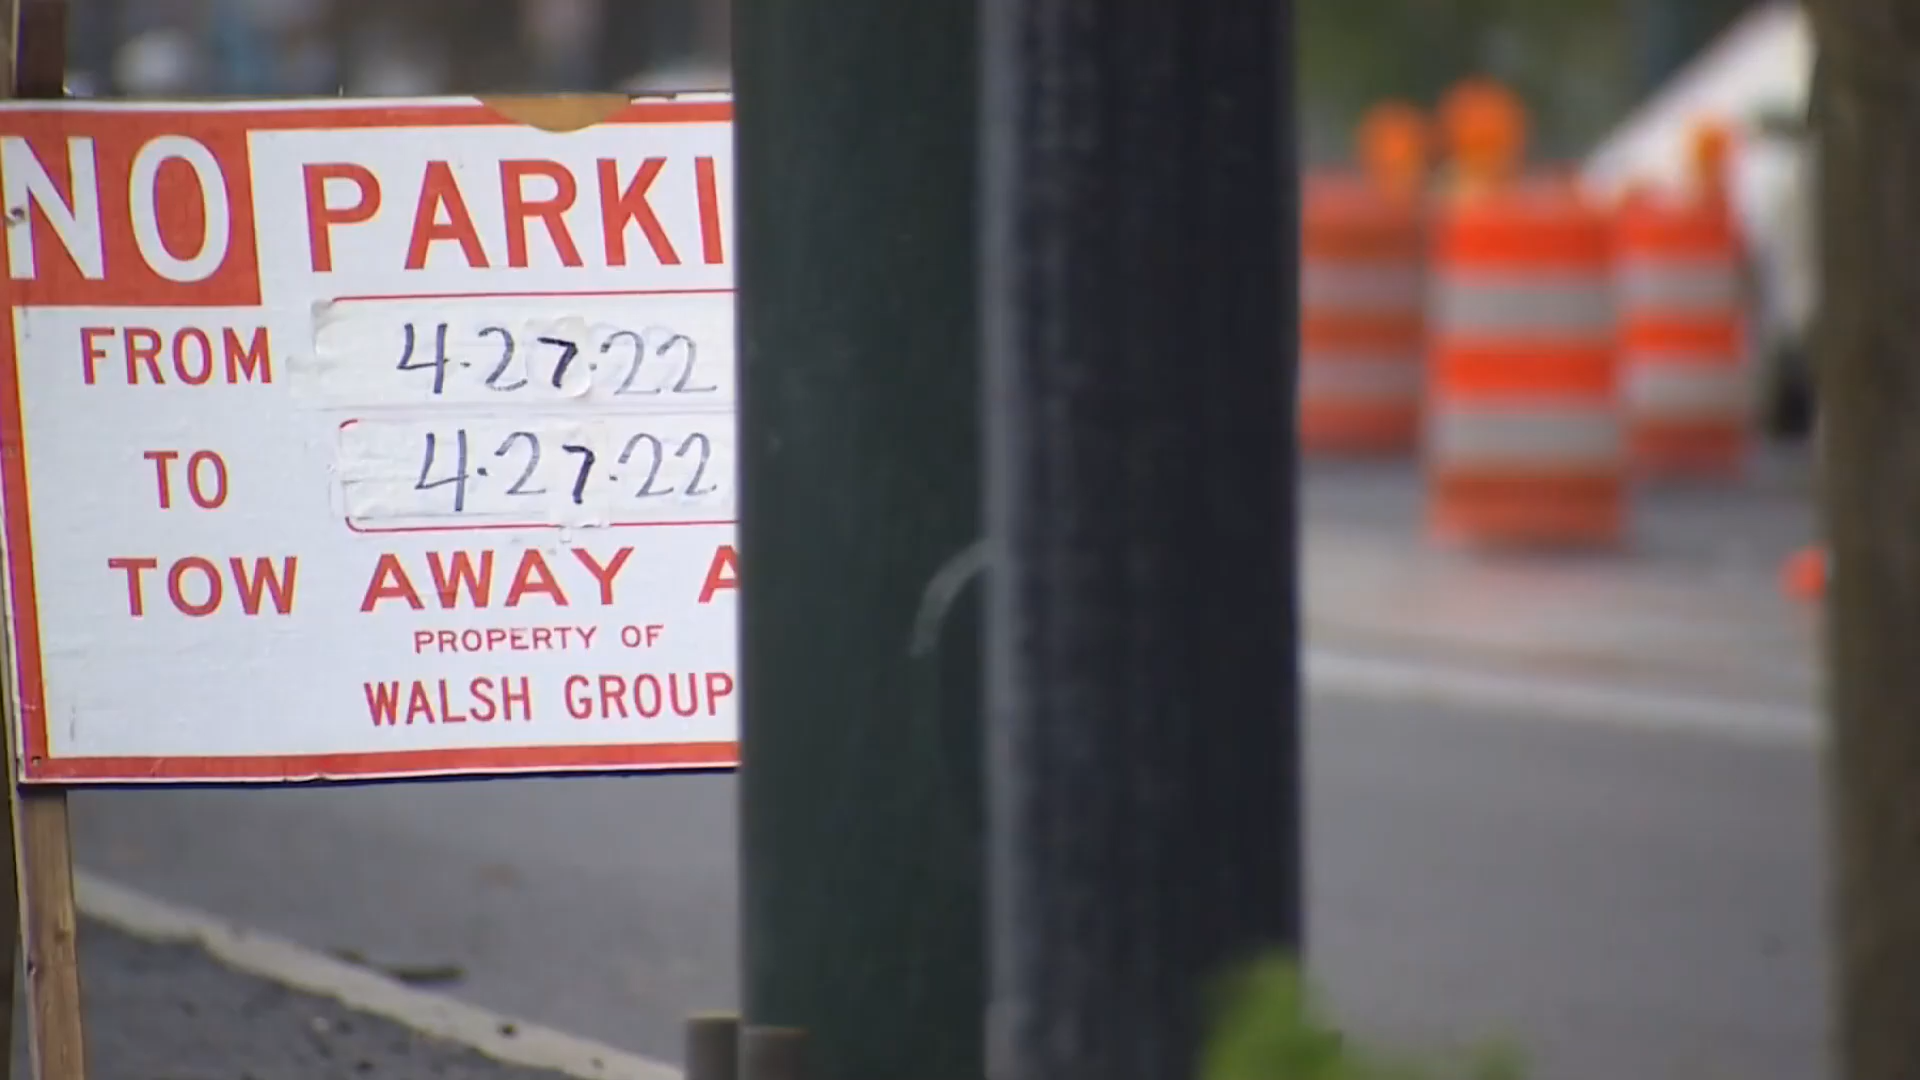 NO PARKI
FROM 4·27·22
TO 4·27·22
TOW AWAY A
PROPERTY OF
WALSH GROUP